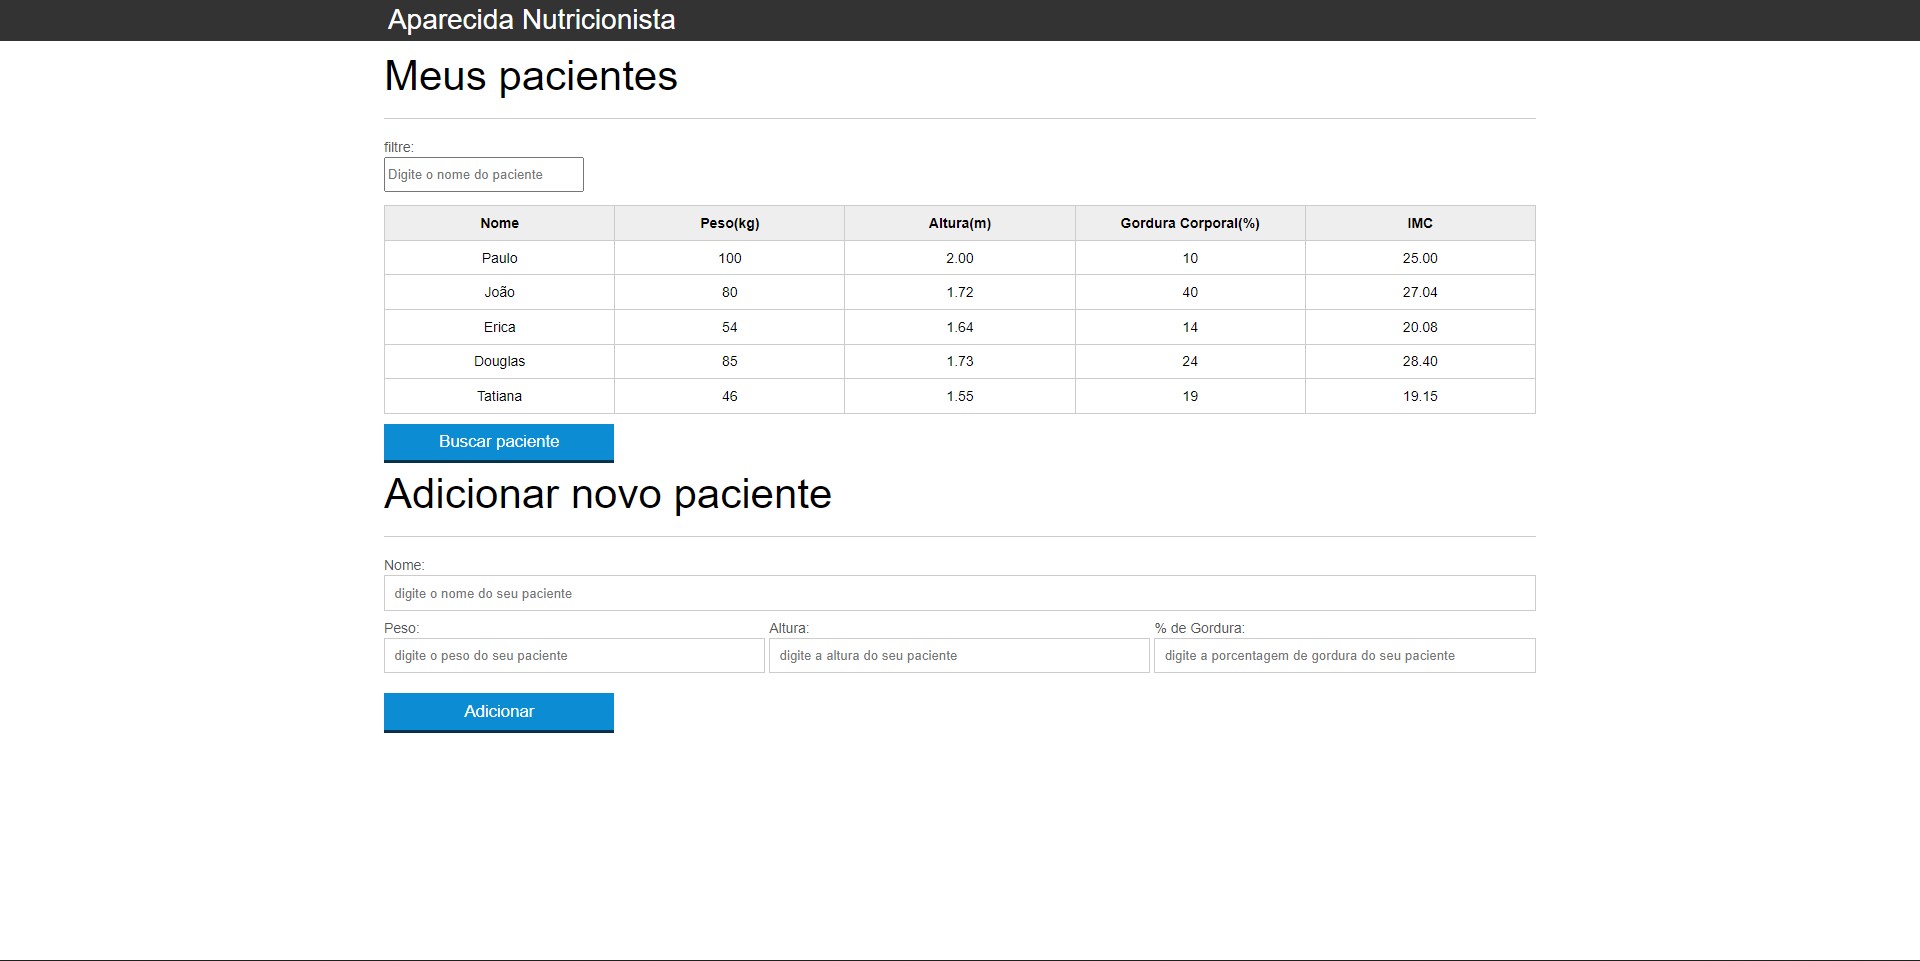 Aparecida Nutricionista
Meus pacientes
filtre:
Digite o nome do paciente
Nome Peso(kg) Altura(m) Gordura Corporal(%) IMC
Paulo 100 2.00 10 25.00
João 80 1.72 40 27.04
Erica 54 1.64 14 20.08
Douglas 85 1.73 24 28.40
Tatiana 46 1.55 19 19.15
Buscar paciente
Adicionar novo paciente
Nome:
digite o nome do seu paciente
Peso: Altura: % de Gordura:
digite o peso do seu paciente digite a altura do seu paciente digite a porcentagem de gordura do seu paciente
Adicionar